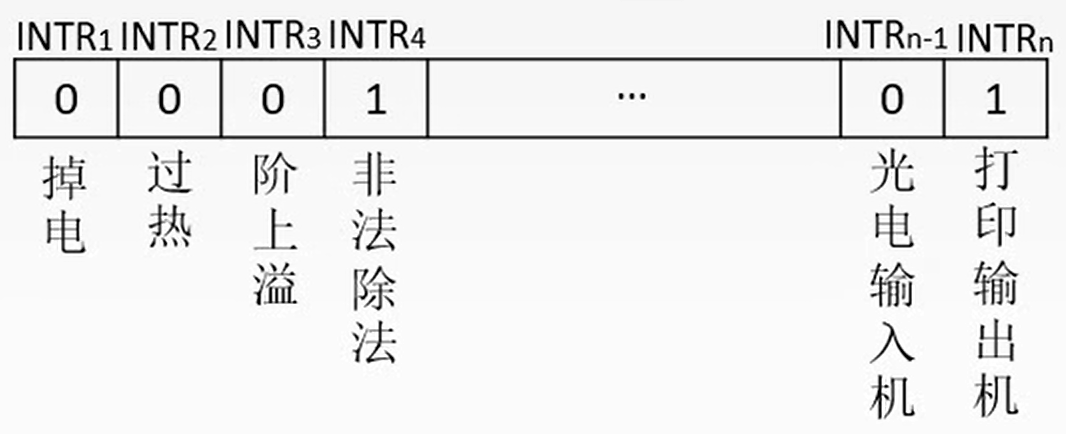 INTR1 INTR2 INTR3 INTR4 INTRn-1 INTRn
0 0 0 1 ... 0 1
掉电
过热
阶上溢
非法除法
光电输入机
打印输出机